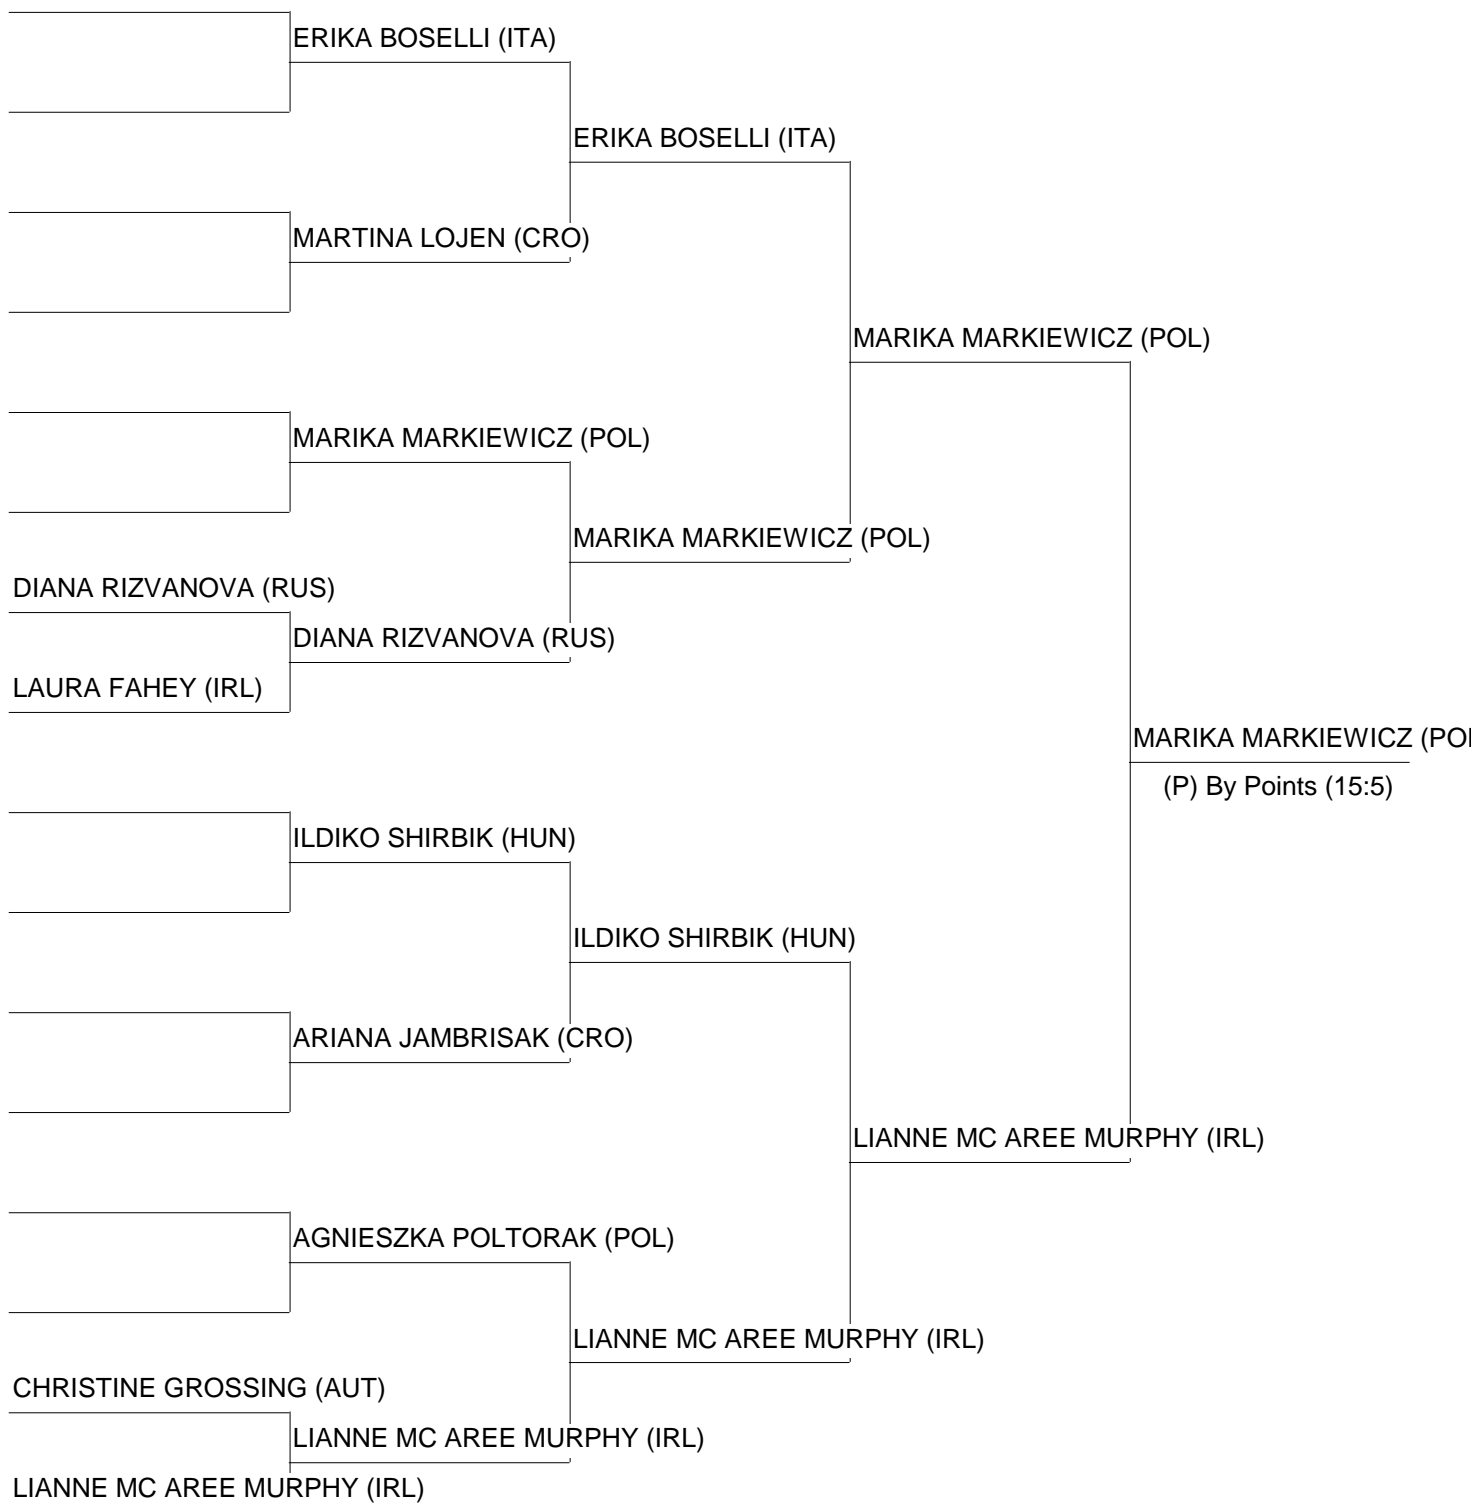 ERIKA BOSELLI (ITA)
ERIKA BOSELLI (ITA)
MARTINA LOJEN (CRO)
MARIKA MARKIEWICZ (POL)
MARIKA MARKIEWICZ (POL)
MARIKA MARKIEWICZ (POL)
DIANA RIZVANOVA (RUS)
DIANA RIZVANOVA (RUS)
LAURA FAHEY (IRL)
MARIKA MARKIEWICZ (POL
(P) By Points (15:5)
ILDIKO SHIRBIK (HUN)
ILDIKO SHIRBIK (HUN)
ARIANA JAMBRISAK (CRO)
LIANNE MC AREE MURPHY (IRL)
AGNIESZKA POLTORAK (POL)
LIANNE MC AREE MURPHY (IRL)
CHRISTINE GROSSING (AUT)
LIANNE MC AREE MURPHY (IRL)
LIANNE MC AREE MURPHY (IRL)